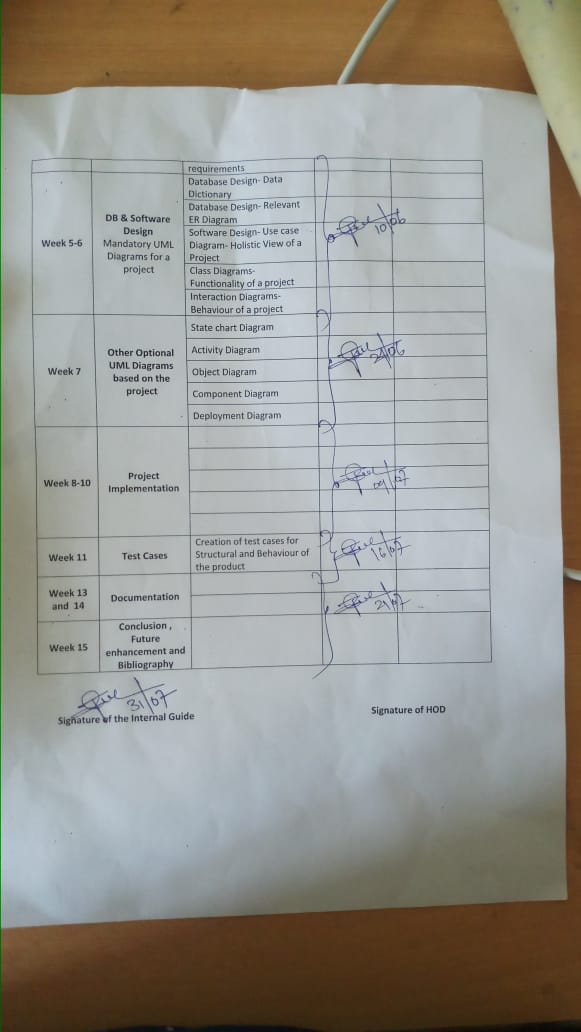 requirements
Database Design- Data
Dictionary
Database Design- Relevant
ER Diagram
Week 5-6
DB & Software
Design
Mandatory UML
Diagrams for a
project
Software Design- Use case
Diagram- Holistic View of a
Project
Class Diagrams-
Functionality of a project
Interaction Diagrams-
Behaviour of a project
10/06
Week 7
Other Optional
UML Diagrams
based on the
project
State chart Diagram
Activity Diagram
Object Diagram
Component Diagram
Deployment Diagram
Week 8-10
Project
Implementation
09/07
Week 11
Test Cases
Creation of test cases for
Structural and Behaviour of
the product
16/07
Week 13
and 14
Documentation
Week 15
Conclusion ,
Future
enhancement and
Bibliography
31/07
Signature of the Internal Guide
Signature of HOD